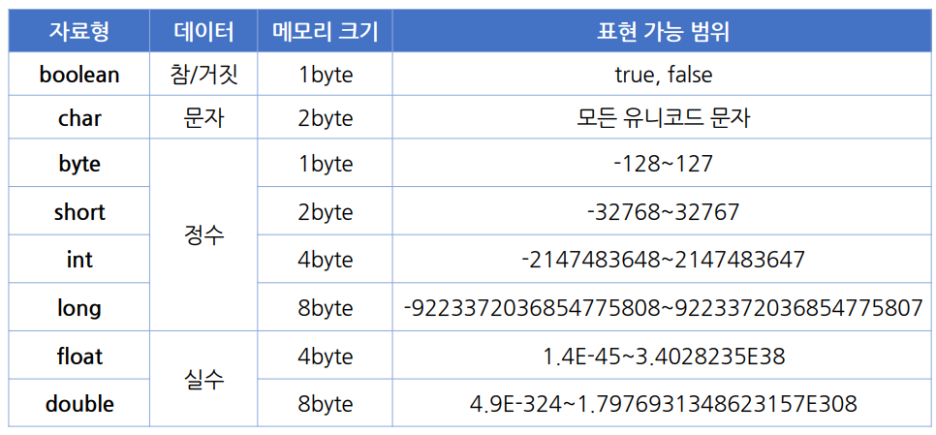 자료형 데이터 메모리 크기 표현 가능 범위
boolean 참/거짓 1byte true, false
char 문자 2byte 모든 유니코드 문자
byte 정수 1byte -128~127
short 2byte -32768~32767
int 4byte -2147483648~2147483647
long 8byte -9223372036854775808~9223372036854775807
float 실수 4byte 1.4E-45~3.4028235E38
double 8byte 4.9E-324~1.7976931348623157E308